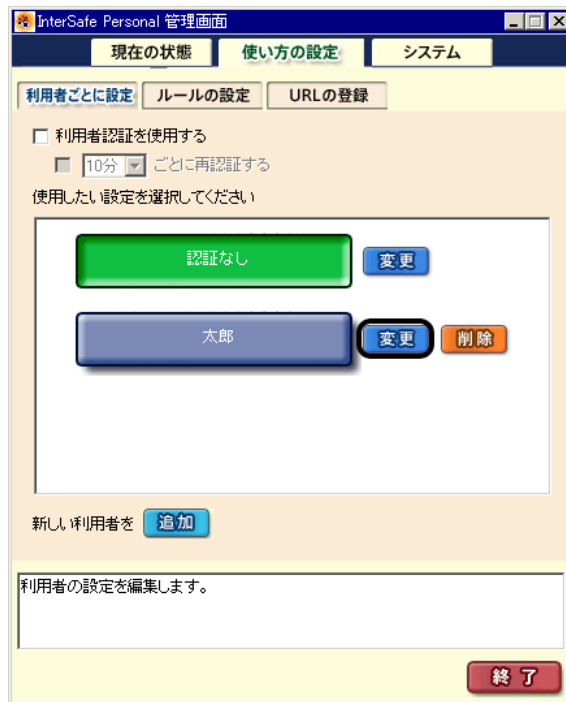 InterSafe Personal 管理画面
現在の状態 使い方の設定 システム
利用者ごとに設定 ルールの設定 URLの登録
利用者認証を使用する
10分 ごとに再認証する
使用したい設定を選択してください
認証なし 変更
太郎 変更 削除
新しい利用者を 追加
利用者の設定を編集します。
終了